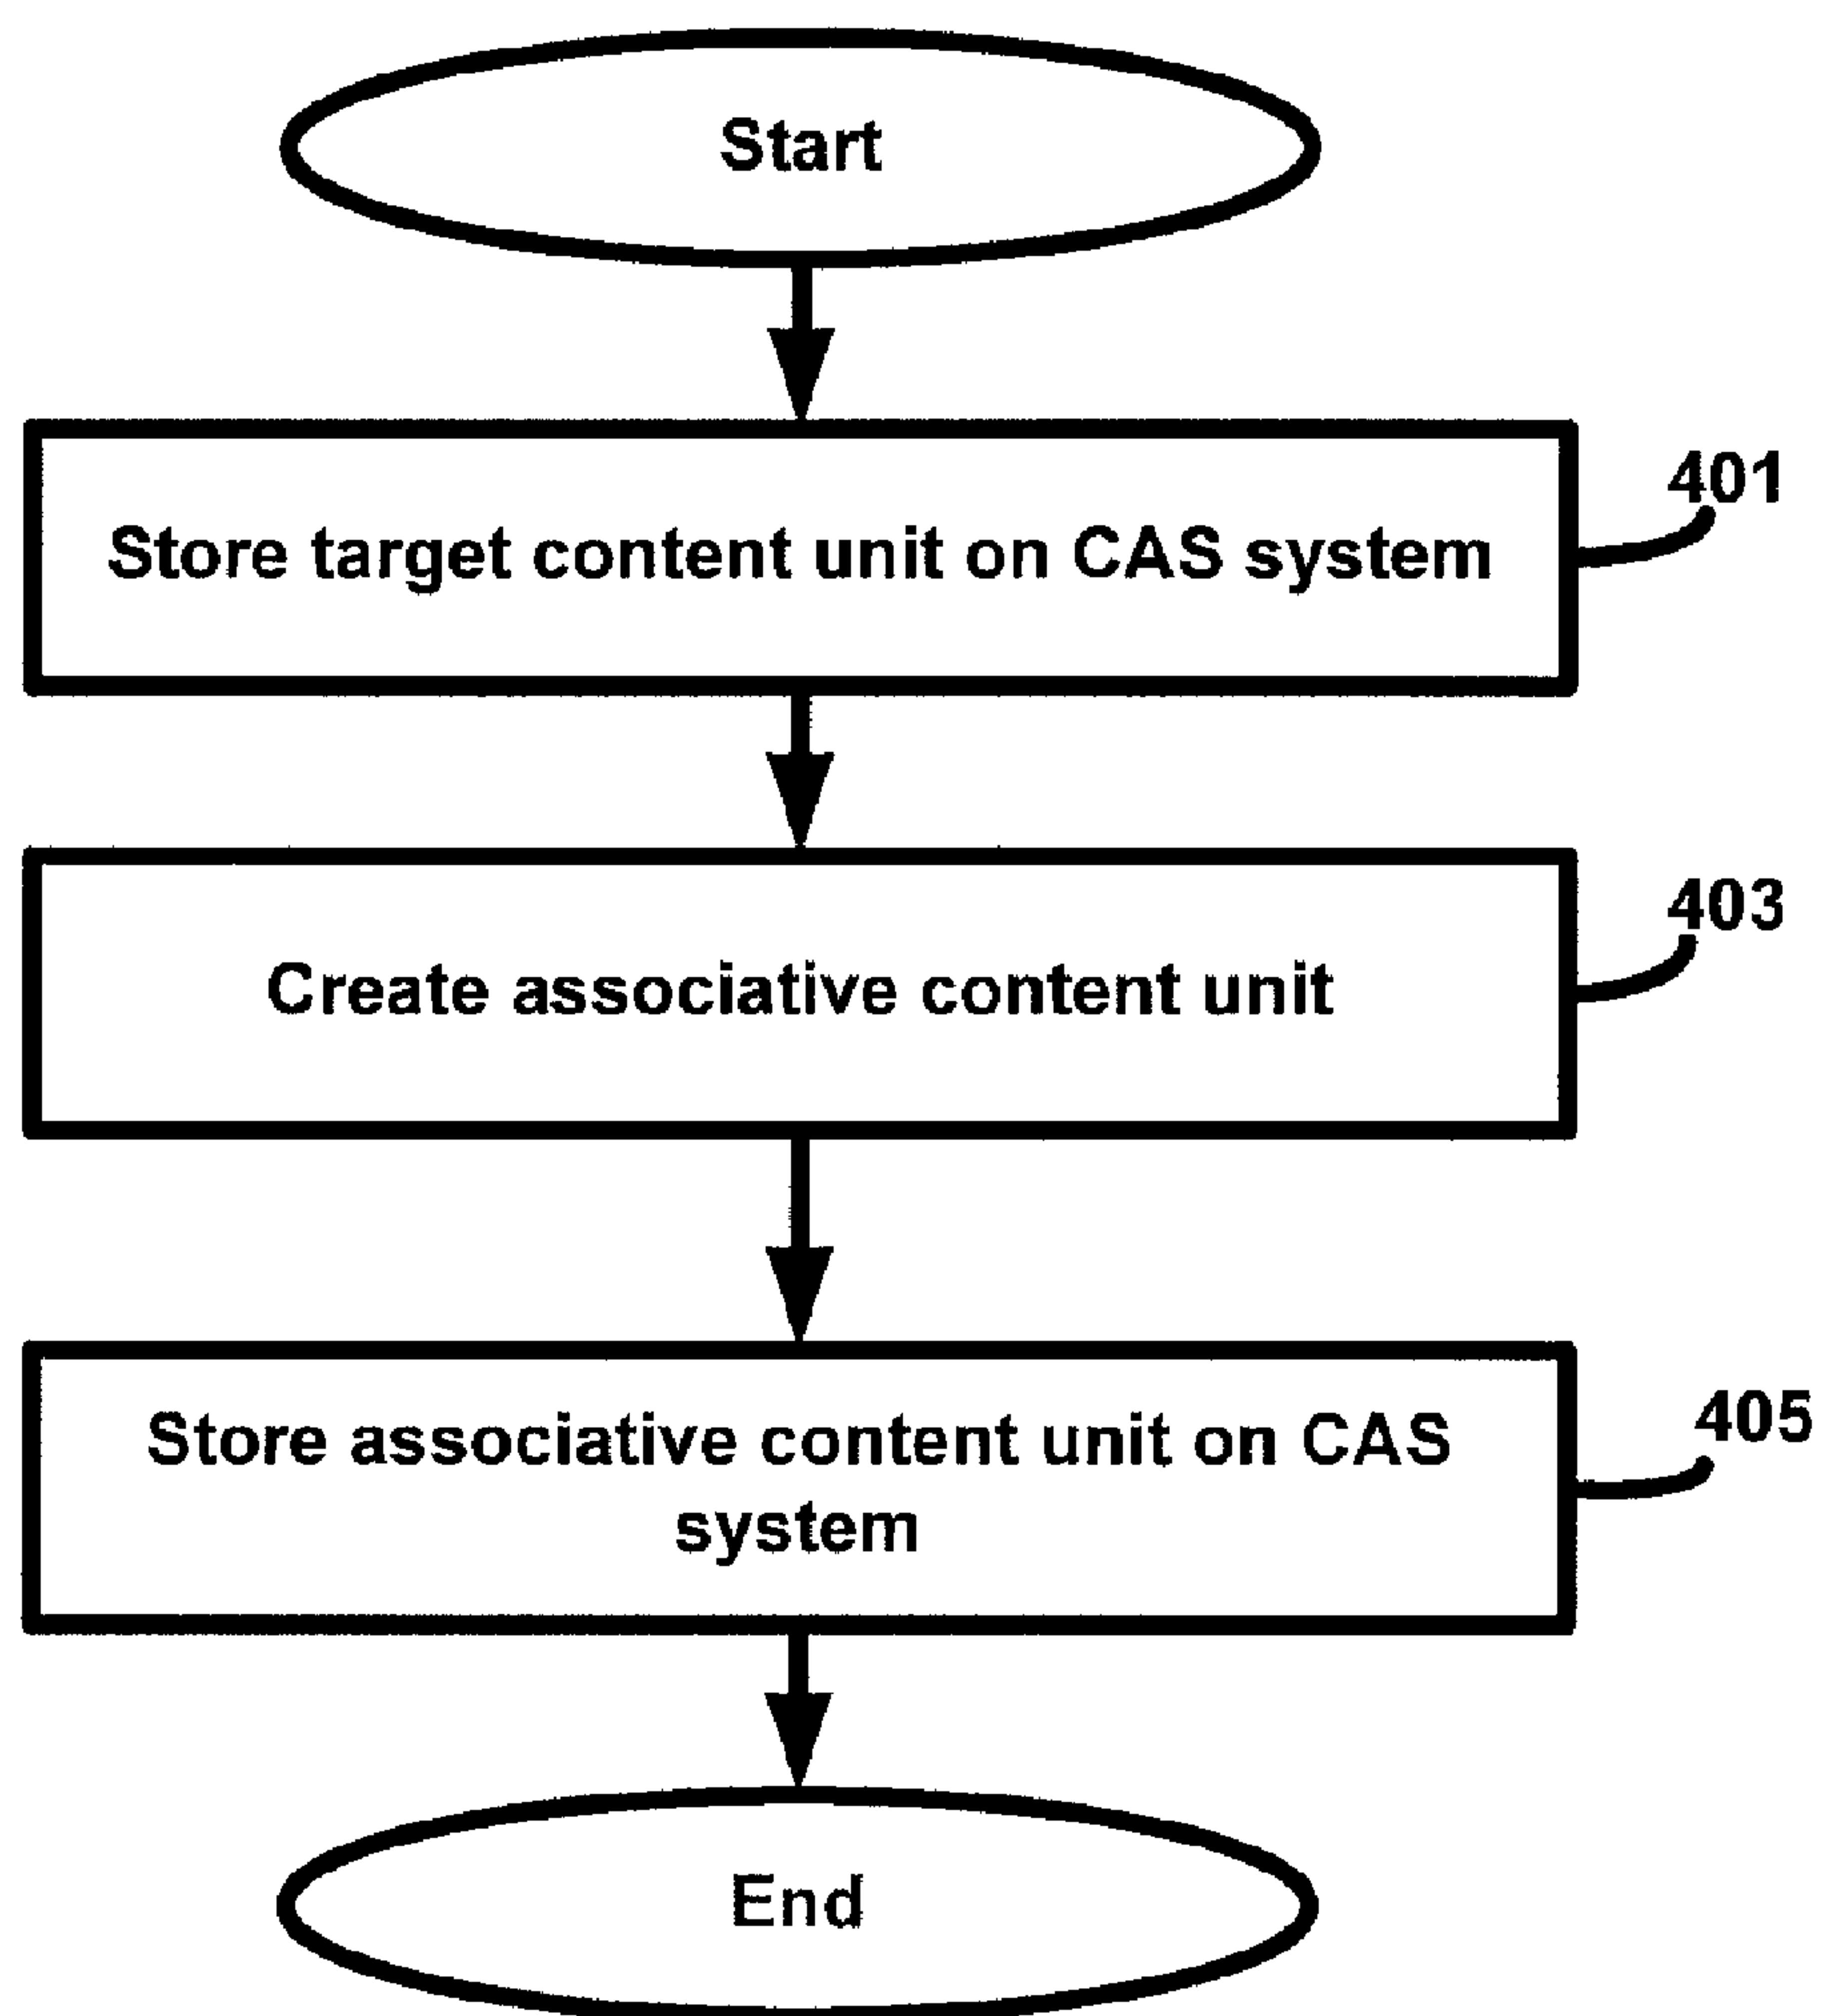 Start
401
Store target content unit on CAS system
403
Create associative content unit
405
Store associative content unit on CAS
system
End